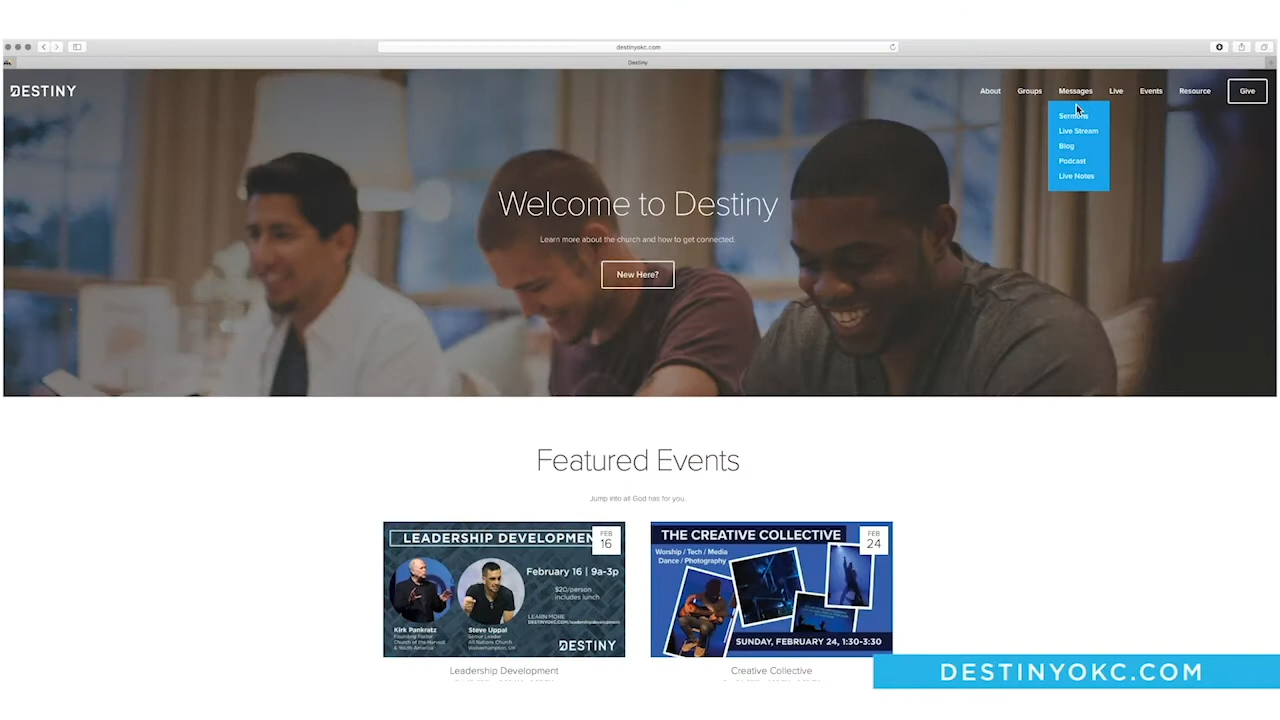 destinyokc.com
Destiny
DESTINY
About
Groups
Messages
Live
Events
Resource
Give
Sermons
Live Stream
Blog
Podcast
Live Notes
Welcome to Destiny
Learn more about the church and how to get connected.
New Here?
Featured Events
Jump into all God has for you.
LEADERSHIP DEVELOPMEN
FEB
16
February 16 | 9a-3p
$20/person
includes lunch
LEARN MORE
DESTINYOKC.COM/leadershipdevelopment
Kirk Pankratz
Founding Pastor
Church of the Harvest
& Youth America
Steve Uppal
Senior Leader
All Nations Church
Wolverhampton, UK
DESTINY
Leadership Development
THE CREATIVE COLLECTIVE
FEB
24
Worship / Tech / Media
Dance / Photography
SUNDAY, FEBRUARY 24, 1:30-3:30
Creative Collective
DESTINYOKC.COM